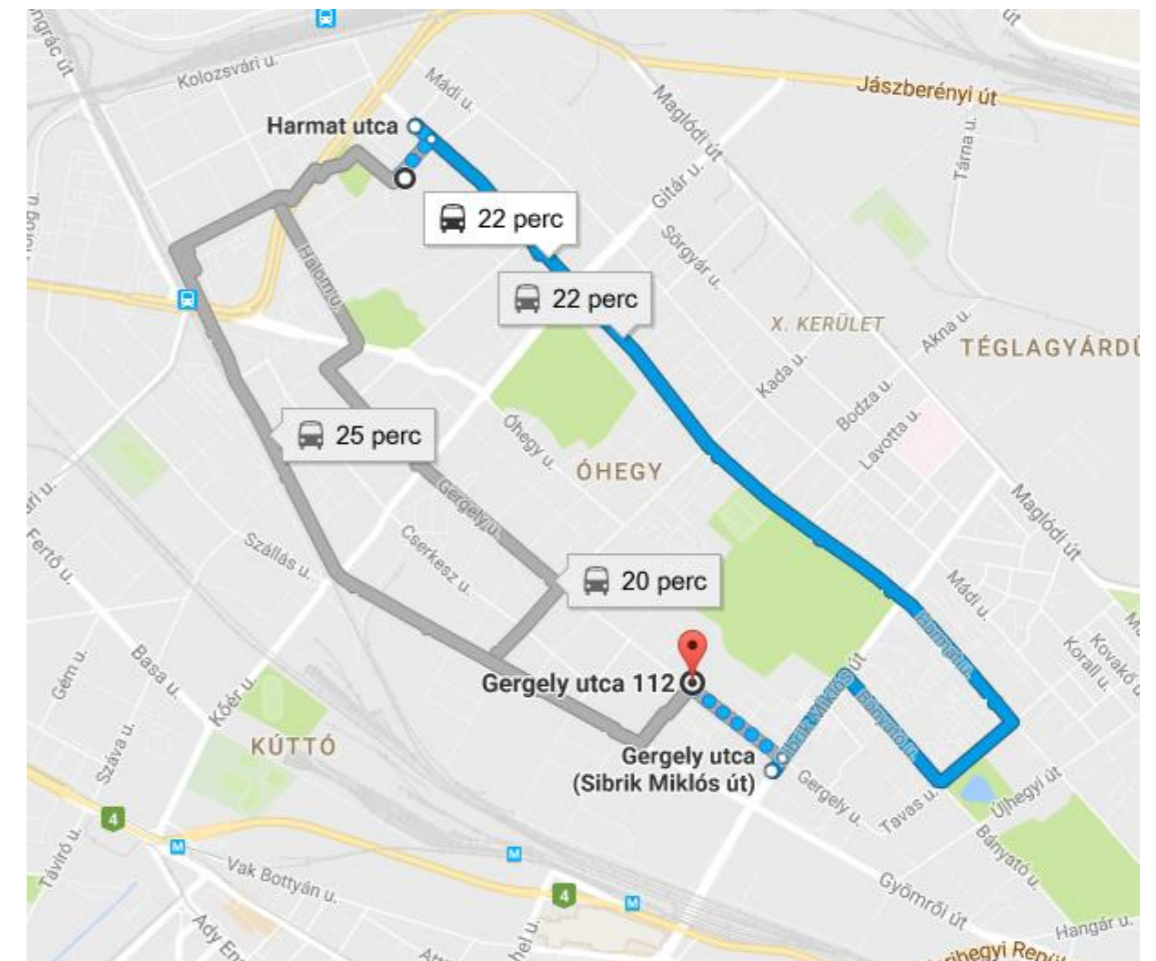 Kolozsvári u.
Mádi u.
Jászberényi út
Maglódi út
Tárna u.
Harmat utca
Gitár u.
22 perc
Sörgyár u.
Halom u.
22 perc
X. KERÜLET
Akna u.
TÉGLAGYÁRDŰ
Kada u.
Bodza u.
Lavotta u.
25 perc
Óhegy u.
ÓHEGY
Gergely u.
Maglódi út
Fertő u.
Szállás u.
Cserkesz u.
20 perc
Mádi u.
Harmat u.
Kovakő u.
Korall u.
Gém u.
Basa u.
Kőér u.
Gergely utca 112
Sibrik Miklós út
Bányató u.
KÚTTÓ
Száva u.
Gergely utca
(Sibrik Miklós út)
Gergely u.
Tavas u.
Újhegyi út
4
M
Távíró u.
Vak Bottyán u.
M
Bányató u.
4
M
Gyömrői út
Hangár u.
Ady En